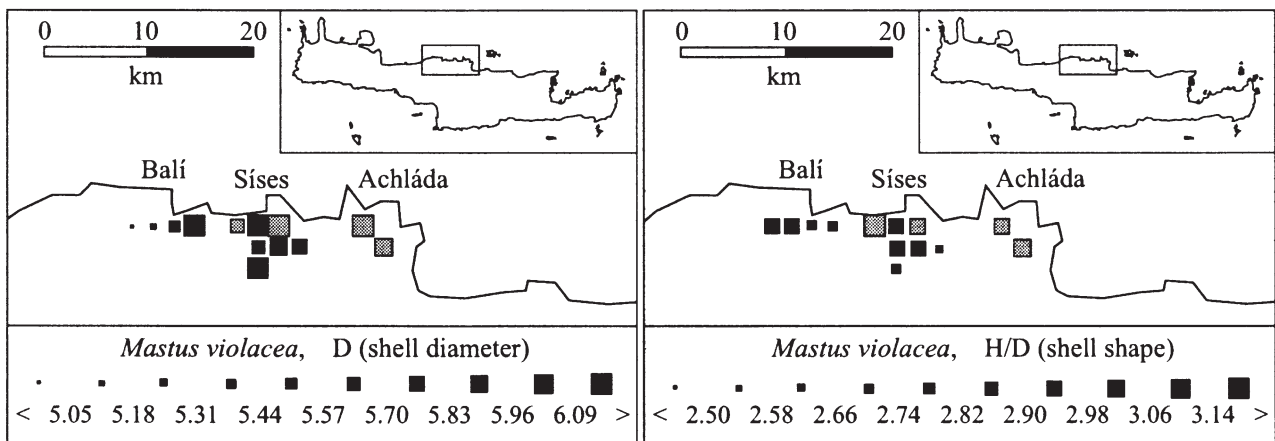 0 10 20
km
Balí Síses Achláda
Mastus violacea, D (shell diameter)
< 5.05 5.18 5.31 5.44 5.57 5.70 5.83 5.96 6.09 >
0 10 20
km
Balí Síses Achláda
Mastus violacea, H/D (shell shape)
< 2.50 2.58 2.66 2.74 2.82 2.90 2.98 3.06 3.14 >